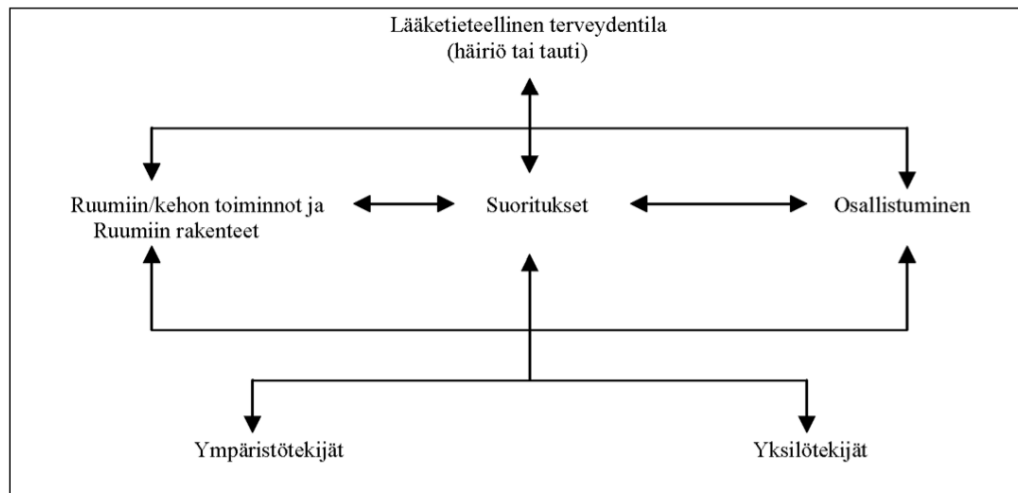 Lääketieteellinen terveydentila
(häiriö tai tauti)
Ruumiin/kehon toiminnot ja
Ruumiin rakenteet
Suoritukset
Osallistuminen
Ympäristötekijät
Yksilötekijät